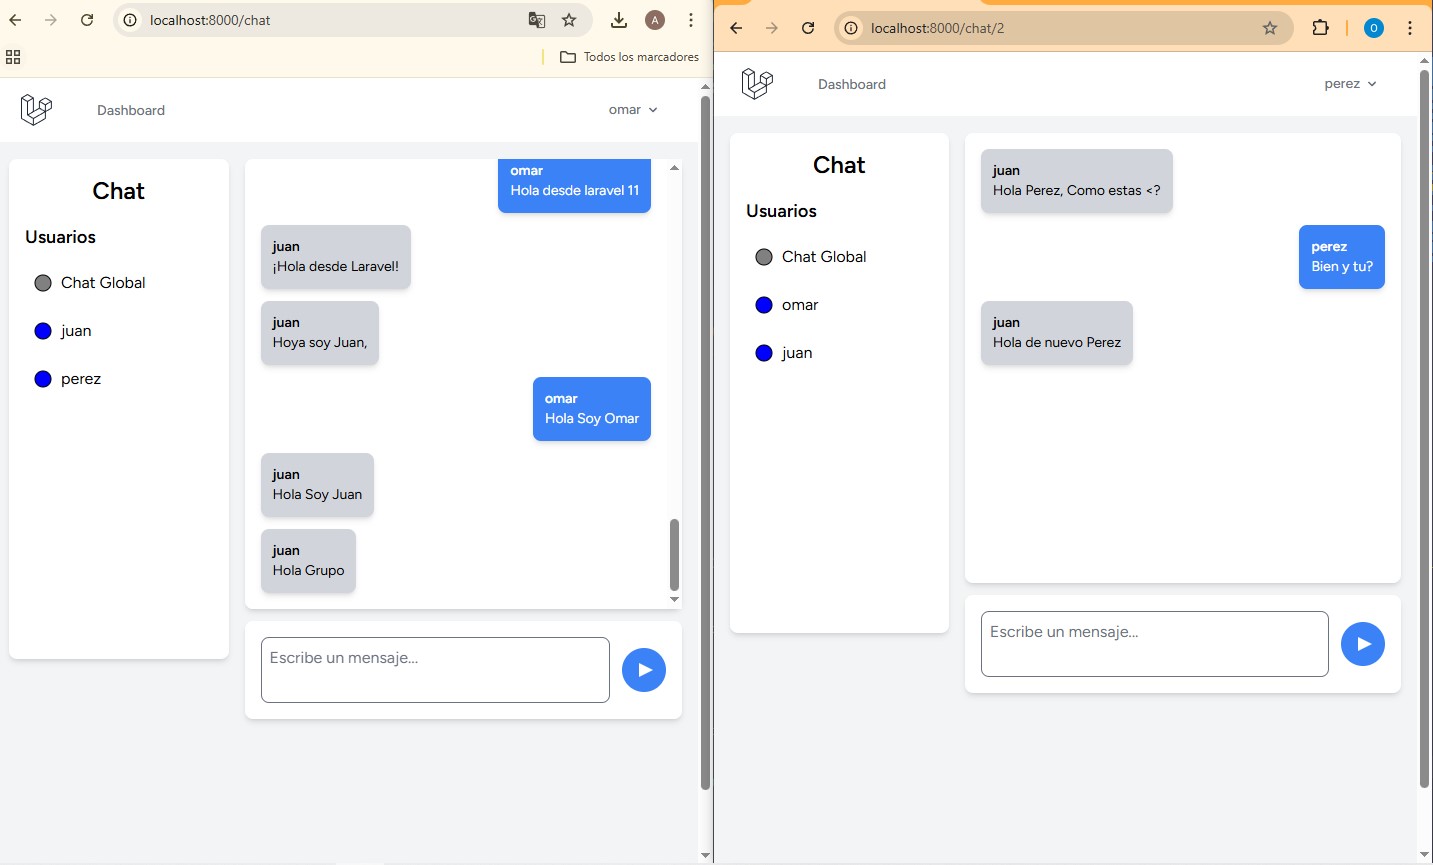 localhost:8000/chat
A
Todos los marcadores
Dashboard
omar
Chat
Usuarios
Chat Global
juan
perez
omar
Hola desde laravel 11
juan
¡Hola desde Laravel!
juan
Hoya soy Juan,
omar
Hola Soy Omar
juan
Hola Soy Juan
juan
Hola Grupo
Escribe un mensaje...
localhost:8000/chat/2
O
Dashboard
perez
Chat
Usuarios
Chat Global
omar
juan
juan
Hola Perez, Como estas <?
perez
Bien y tu?
juan
Hola de nuevo Perez
Escribe un mensaje...